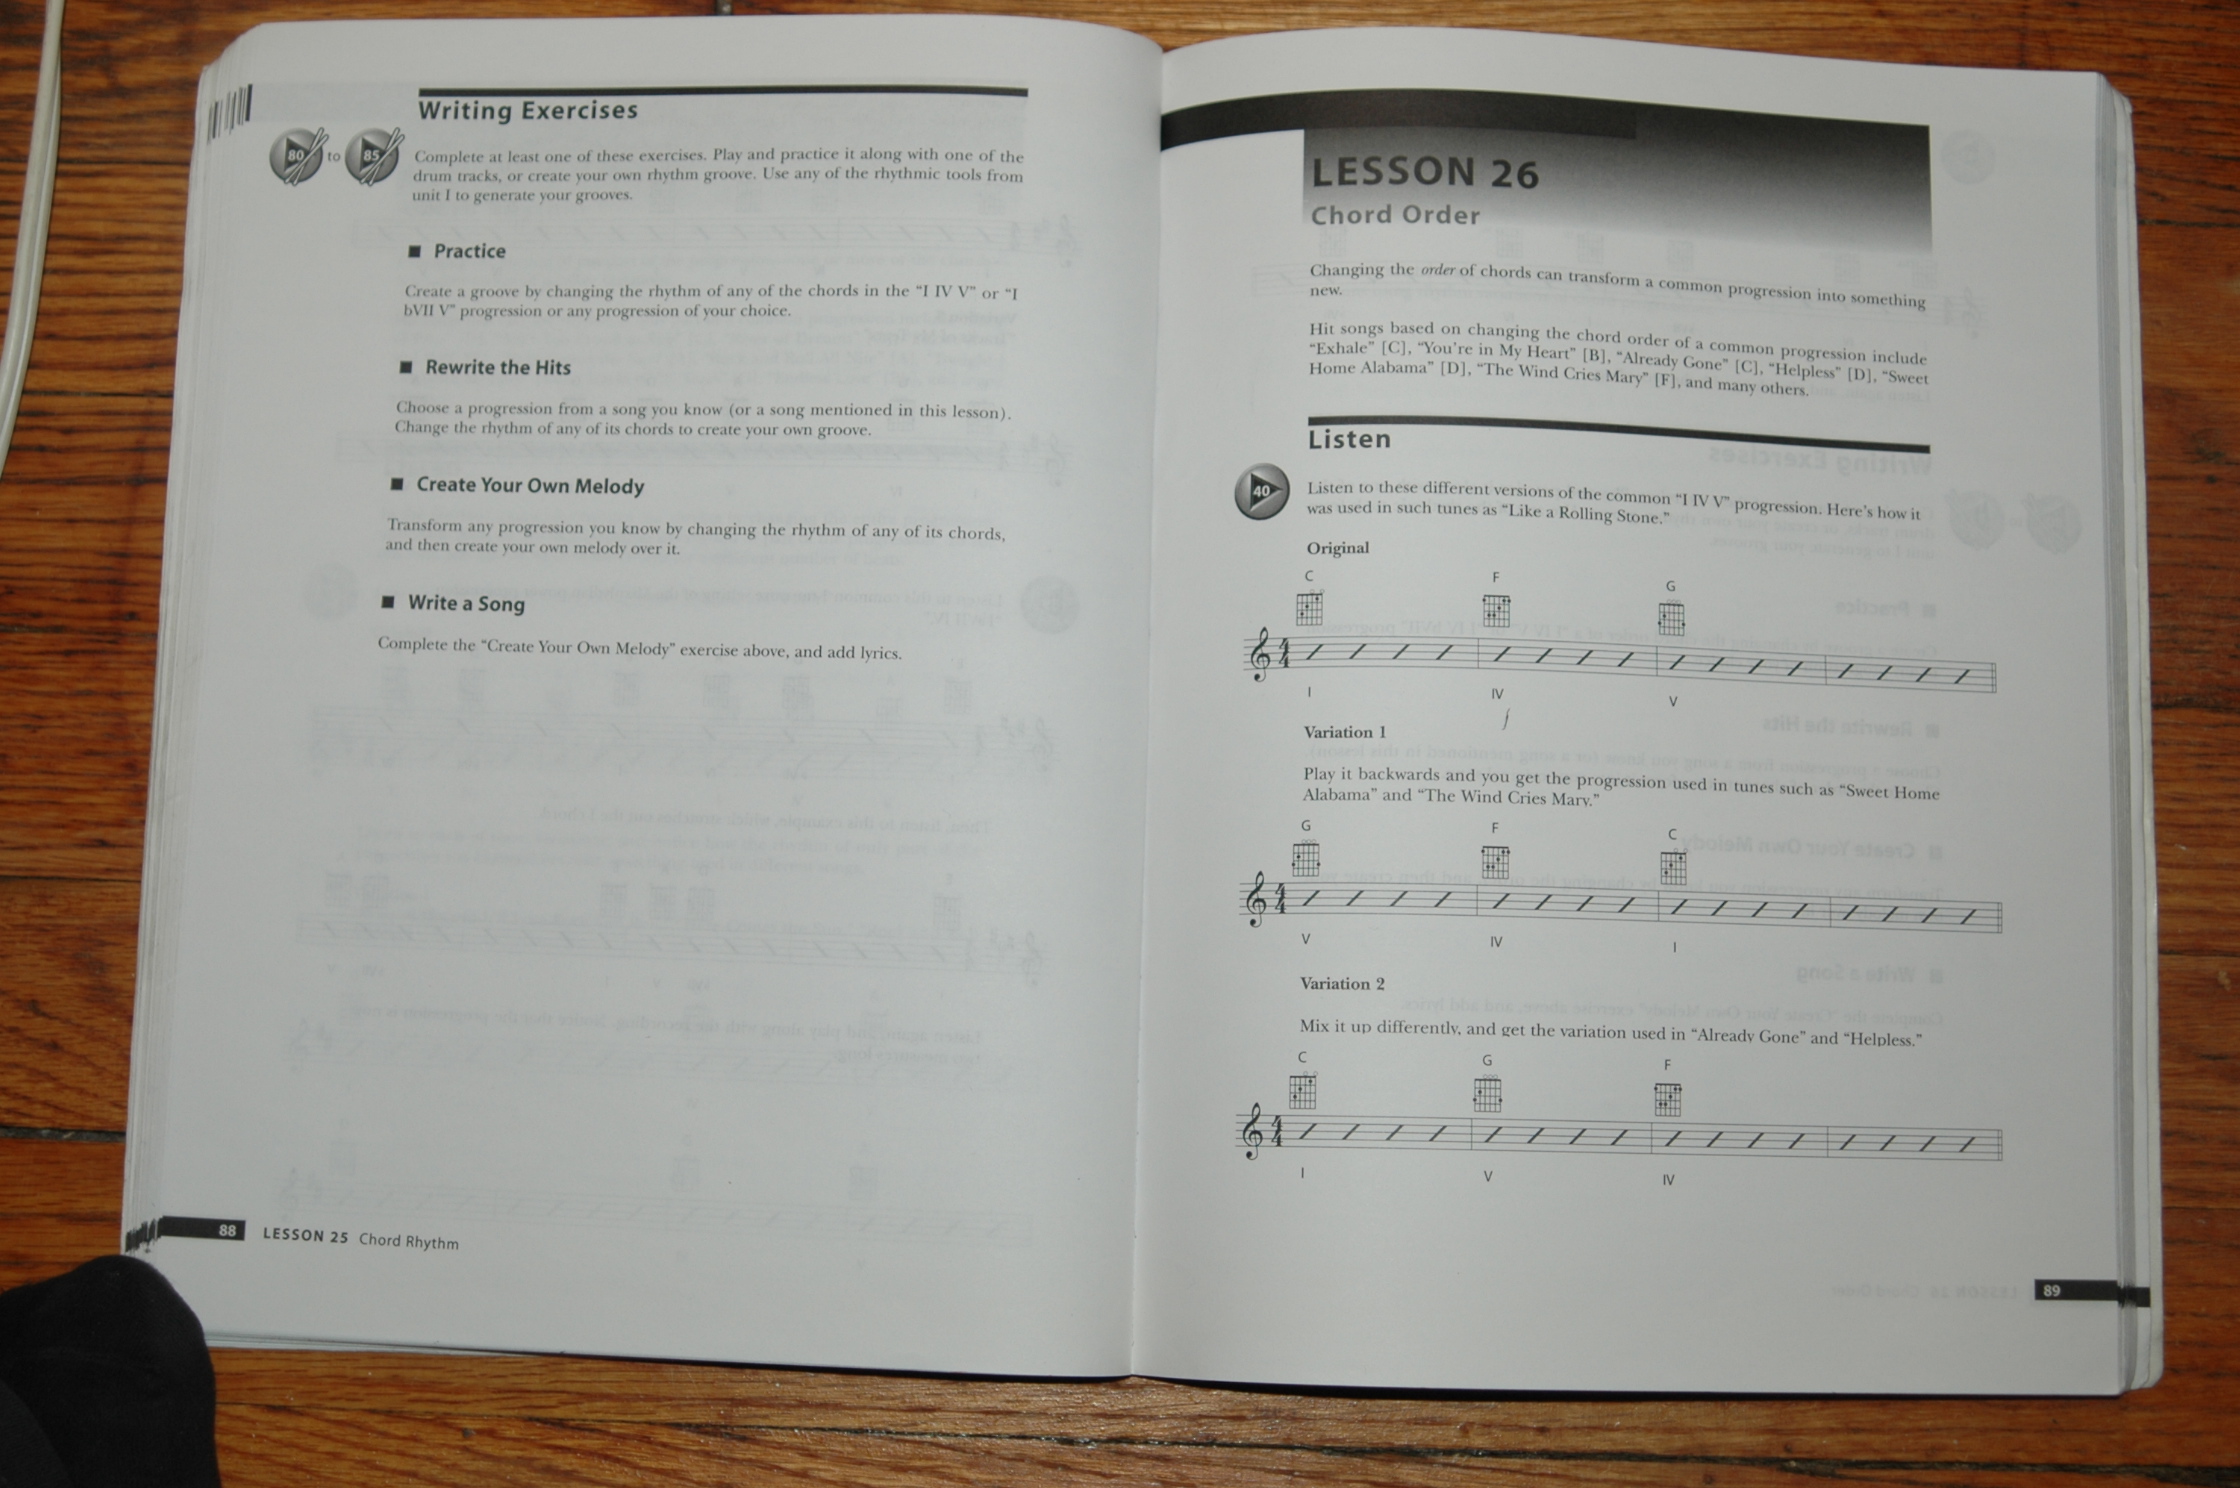 Writing Exercises
80 to 85
Complete at least one of these exercises. Play and practice it along with one of the
drum tracks, or create your own rhythm groove. Use any of the rhythmic tools from
unit I to generate your grooves.
■ Practice
Create a groove by changing the rhythm of any of the chords in the “I IV V” or “I
bVII V” progression or any progression of your choice.
■ Rewrite the Hits
Choose a progression from a song you know (or a song mentioned in this lesson).
Change the rhythm of any of its chords to create your own groove.
■ Create Your Own Melody
Transform any progression you know by changing the rhythm of any of its chords,
and then create your own melody over it.
■ Write a Song
Complete the “Create Your Own Melody” exercise above, and add lyrics.
88 LESSON 25 Chord Rhythm
LESSON 26
Chord Order
Changing the order of chords can transform a common progression into something
new.
Hit songs based on changing the chord order of a common progression include
“Exhale” [C], “You’re in My Heart” [B], “Already Gone” [C], “Helpless” [D], “Sweet
Home Alabama” [D], “The Wind Cries Mary” [F], and many others.
Listen
40
Listen to these different versions of the common “I IV V” progression. Here’s how it
was used in such tunes as “Like a Rolling Stone.”
Original
C F G
4
4
I IV V
Variation 1
Play it backwards and you get the progression used in tunes such as “Sweet Home
Alabama” and “The Wind Cries Mary.”
G F C
4
4
V IV I
Variation 2
Mix it up differently, and get the variation used in “Already Gone” and “Helpless.”
C G F
4
4
I V IV
89